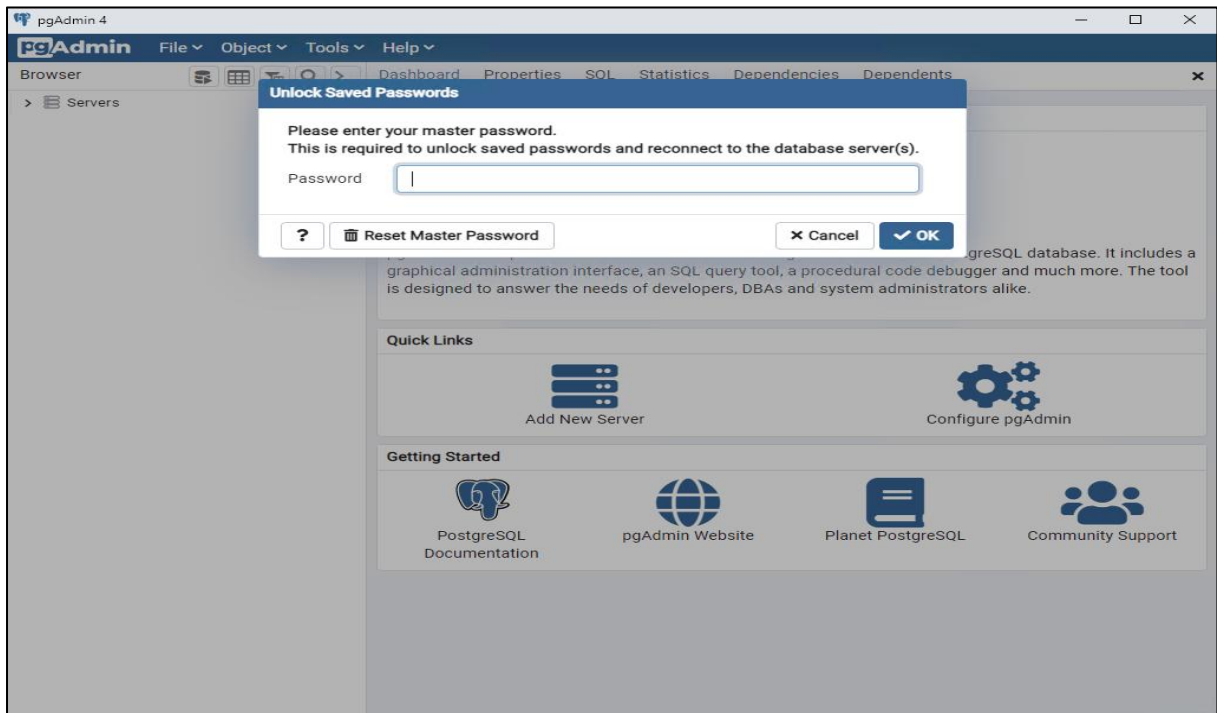 pgAdmin 4
pgAdmin File Object Tools Help
Browser
Dashboard Properties SQL Statistics Dependencies Dependents
Servers
Unlock Saved Passwords
Please enter your master password.
This is required to unlock saved passwords and reconnect to the database server(s).
Password
? Reset Master Password Cancel OK
greSQL database. It includes a
graphical administration interface, an SQL query tool, a procedural code debugger and much more. The tool
is designed to answer the needs of developers, DBAs and system administrators alike.
Quick Links
Add New Server Configure pgAdmin
Getting Started
PostgreSQL
Documentation
pgAdmin Website
Planet PostgreSQL
Community Support